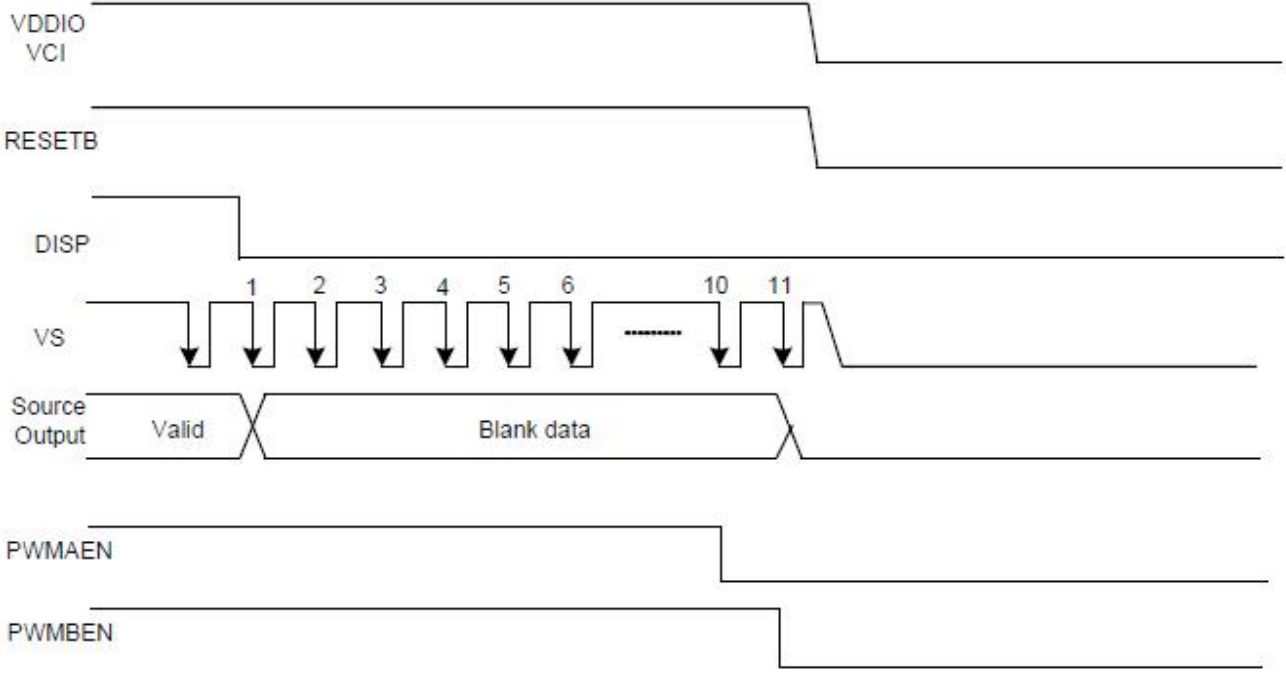 VDDIO
VCI
RESETB
DISP
1 2 3 4 5 6 10 11
VS
Source
Output
Valid
Blank data
PWMAEN
PWMBEN